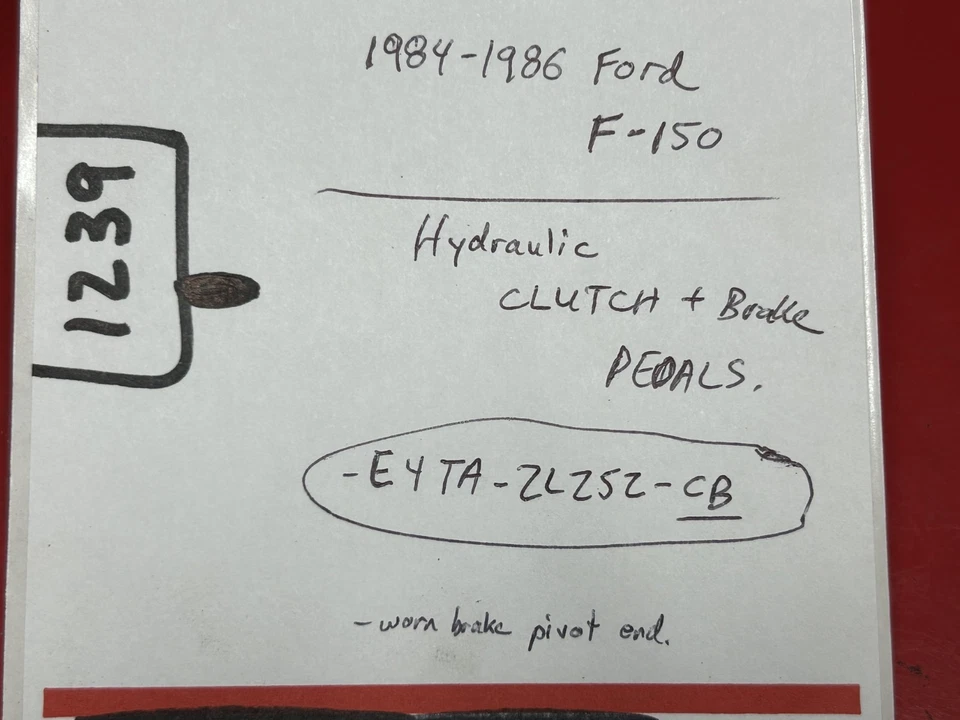 1239
1984-1986 Ford
F-150
Hydraulic
CLUTCH + Brake
PEDALS.
-E4TA-2L252-CB
-worn brake pivot end.